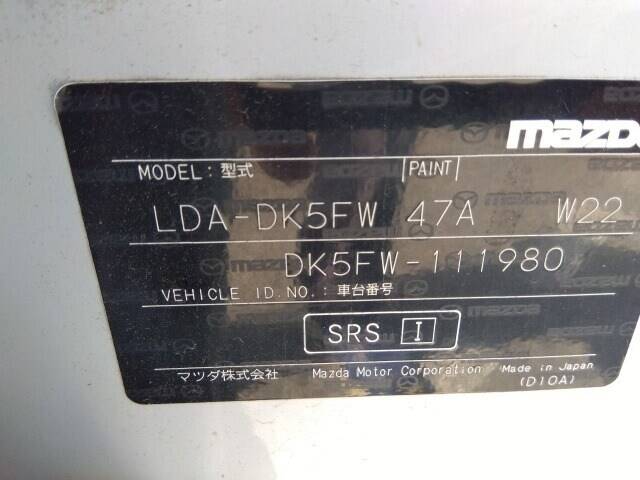 mazda
MODEL: 型式 PAINT
LDA-DK5FW 47A W22
DK5FW-111980
VEHICLE ID.NO.: 車台番号
SRS I
マツダ株式会社 Mazda Motor Corporation Made in Japan
(D10A)